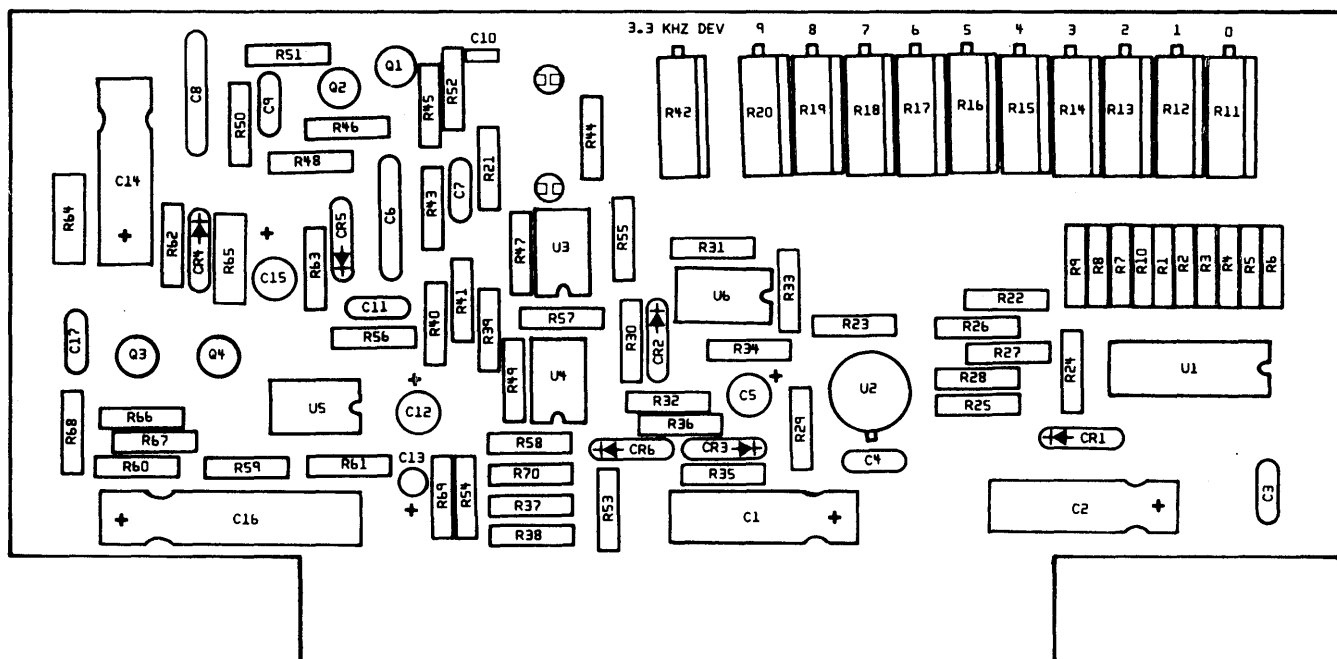 3.3 KHZ DEV 9 8 7 6 5 4 3 2 1 0
R51
C10
Q1
C8
C9
Q2
R45
R52
R50
R46
R44
R42
R20
R19
R18
R17
R16
R15
R14
R13
R12
R11
R48
R21
C14
+
R64
R62
CR4
R65
+
C15
R63
CR5
C6
R43
C7
R47
U3
R55
R31
U6
R33
R9
R8
R7
R10
R1
R2
R3
R4
R5
R6
C11
R56
R40
R41
R39
R57
R30
CR2
R34
R23
R22
R26
R27
R28
R25
R24
U1
C17
Q3
Q4
U5
+
C12
R49
U4
R32
R36
C5
+
R29
U2
R68
R66
R67
R60
R59
R61
C13
+
R69
R54
R58
R70
R37
R38
CR6
R53
CR3
R35
C4
CR1
+
C16
C1
+
C2
+
C3